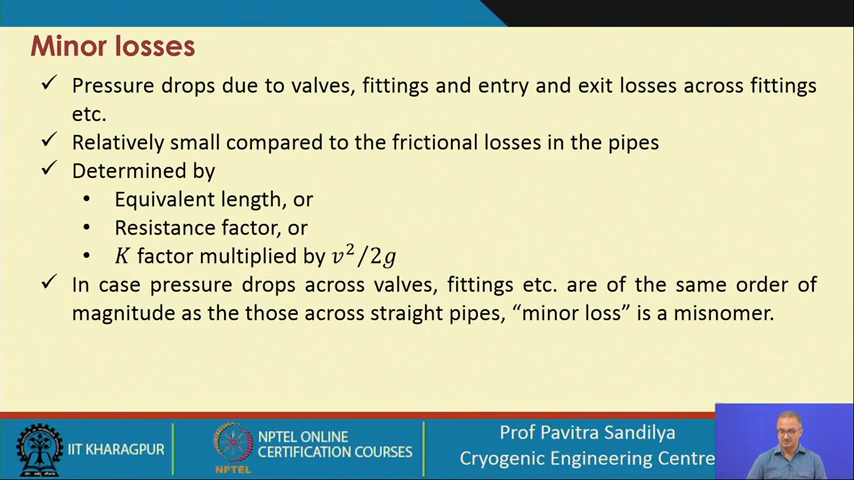 Minor losses
✓ Pressure drops due to valves, fittings and entry and exit losses across fittings
etc.
✓ Relatively small compared to the frictional losses in the pipes
✓ Determined by
• Equivalent length, or
• Resistance factor, or
• K factor multiplied by v²/2g
✓ In case pressure drops across valves, fittings etc. are of the same order of
magnitude as the those across straight pipes, “minor loss” is a misnomer.
IIT KHARAGPUR
NPTEL
NPTEL ONLINE
CERTIFICATION COURSES
Prof Pavitra Sandilya
Cryogenic Engineering Centre